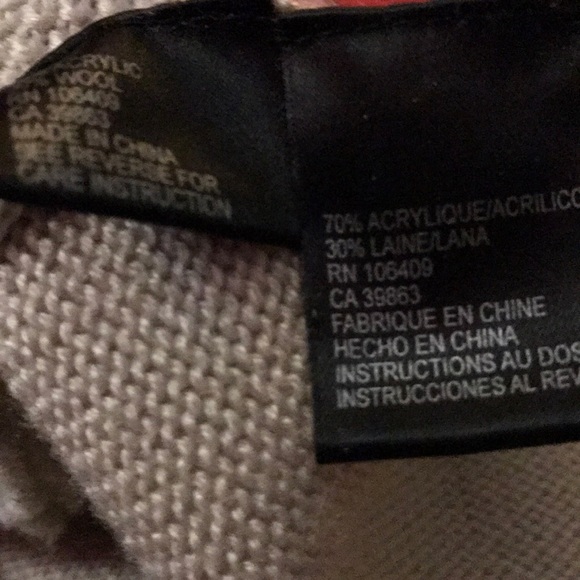 ACRYLIC
WOOL
RN 106409
CA 39863
MADE IN CHINA
SEE REVERSE FOR
CARE INSTRUCTION
70% ACRYLIQUE/ACRILICO
30% LAINE/LANA
RN 106409
CA 39863
FABRIQUE EN CHINE
HECHO EN CHINA
INSTRUCTIONS AU DOS
INSTRUCCIONES AL REV